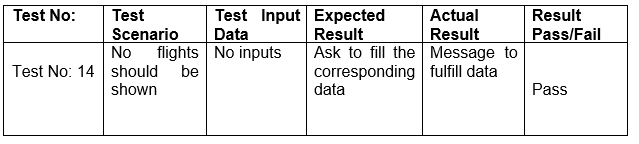 Test No: Test Scenario Test Input Data Expected Result Actual Result Result Pass/Fail
Test No: 14 No flights should be shown No inputs Ask to fill the corresponding data Message to fulfill data Pass